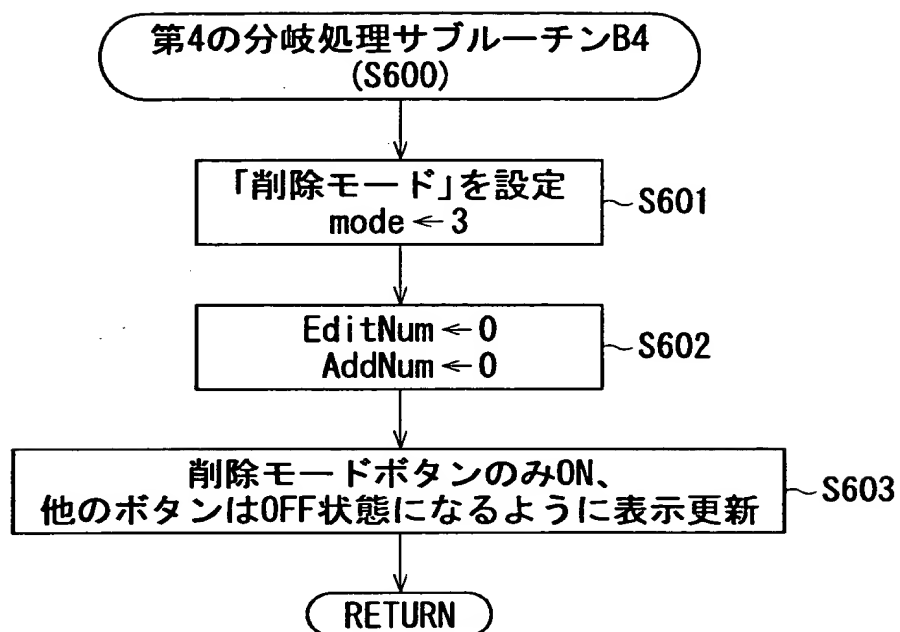 第4の分岐処理サブルーチンB4
(S600)
「削除モード」を設定
mode←3
S601
EditNum←0
AddNum←0
S602
削除モードボタンのみON、
他のボタンはOFF状態になるように表示更新
S603
RETURN